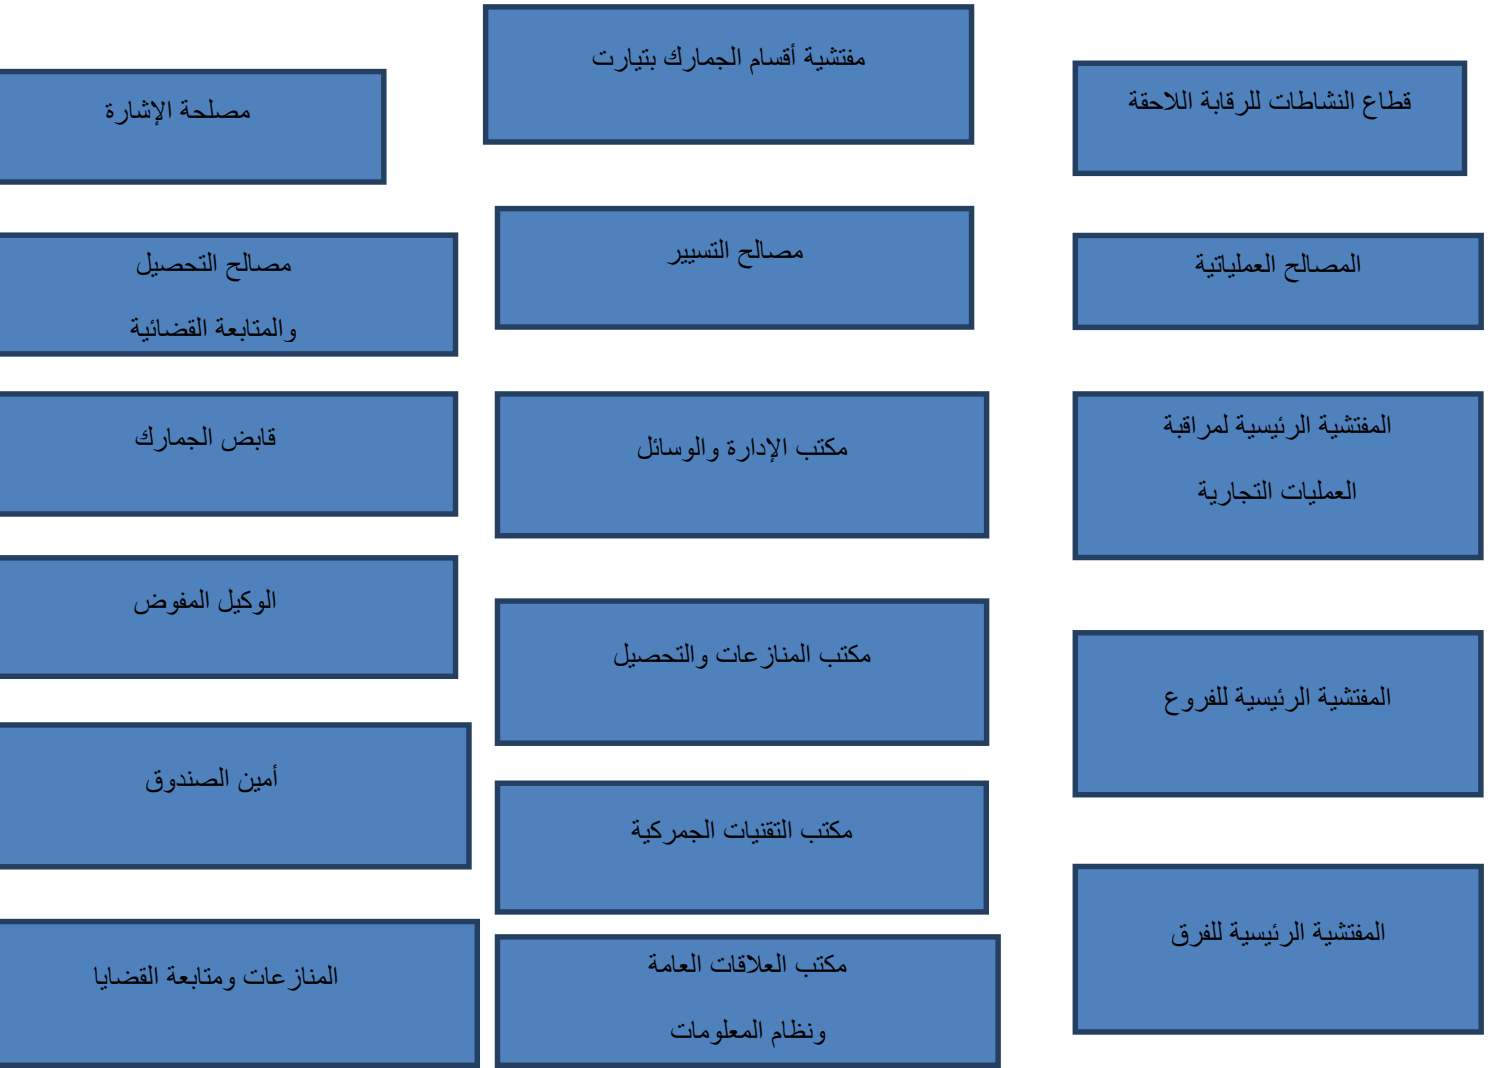 مفتشية أقسام الجمارك بتيارت
قطاع النشاطات للرقابة اللاحقة
مصلحة الإشارة
المصالح العملياتية
مصالح التسيير
مصالح التحصيل
والمتابعة القضائية
المفتشية الرئيسية لمراقبة
العمليات التجارية
مكتب الإدارة والوسائل
قابض الجمارك
المفتشية الرئيسية للفروع
مكتب المنازعات والتحصيل
الوكيل المفوض
المفتشية الرئيسية للفرق
مكتب التقنيات الجمركية
أمين الصندوق
مكتب العلاقات العامة
ونظام المعلومات
المنازعات ومتابعة القضايا